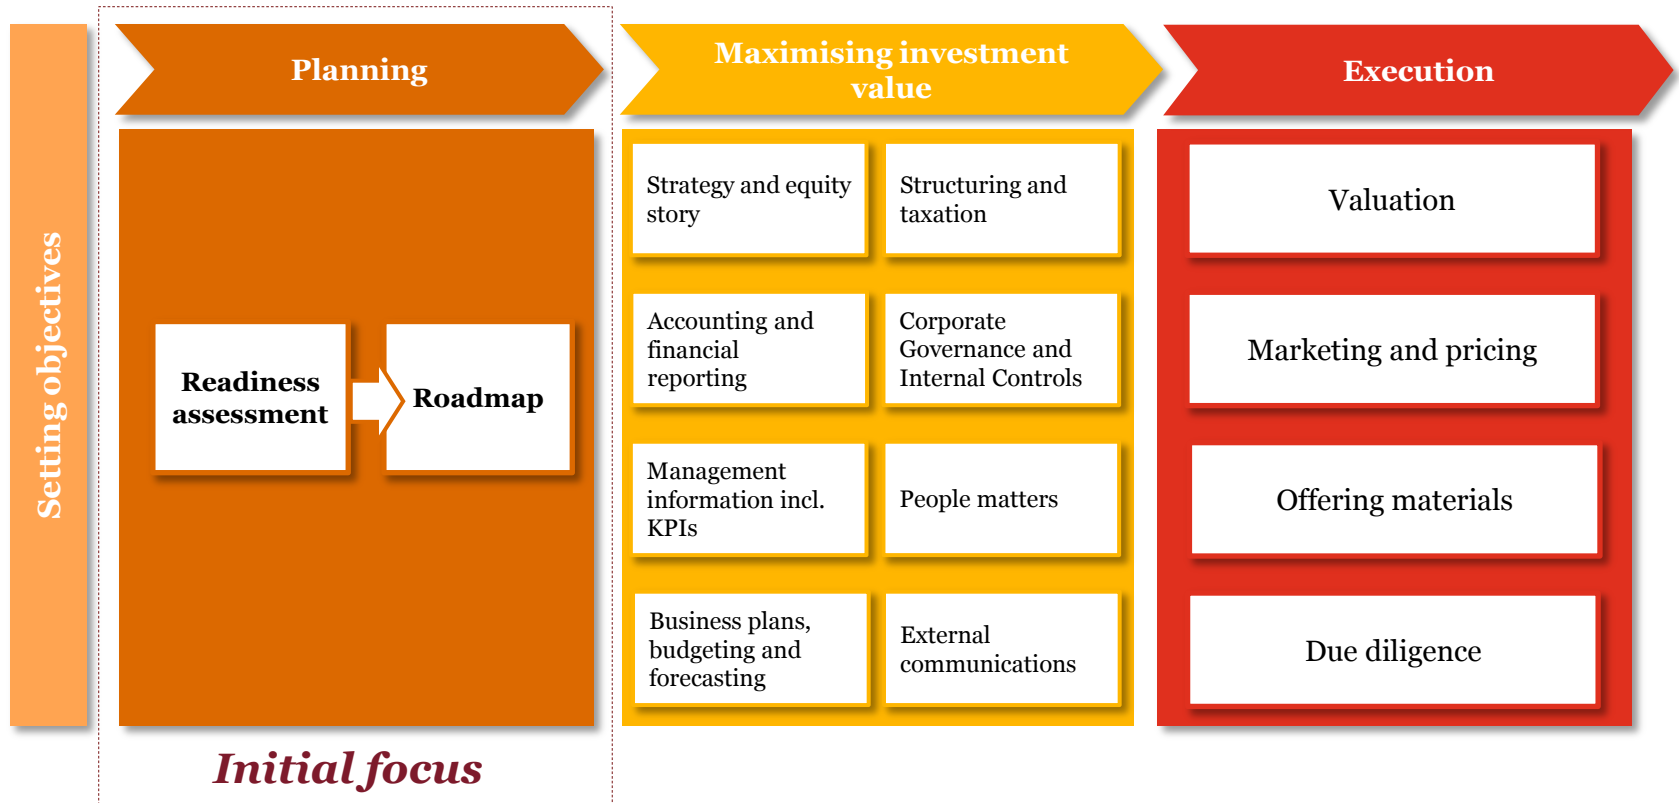 Setting objectives
Planning
Readiness
assessment
Roadmap
Initial focus
Maximising investment
value
Strategy and equity
story
Structuring and
taxation
Accounting and
financial
reporting
Corporate
Governance and
Internal Controls
Management
information incl.
KPIs
People matters
Business plans,
budgeting and
forecasting
External
communications
Execution
Valuation
Marketing and pricing
Offering materials
Due diligence